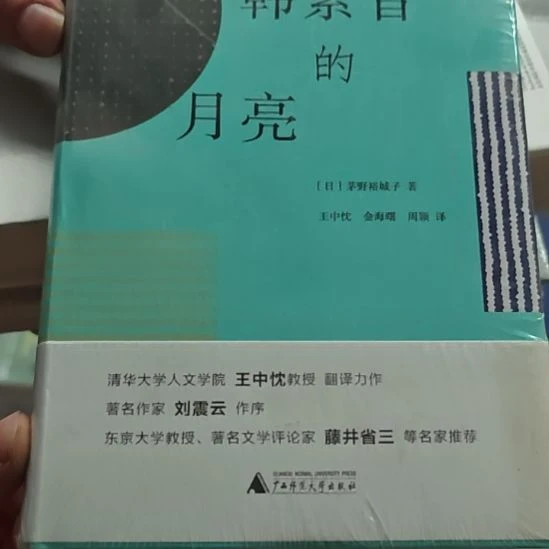 韩素音
的
月亮
［日］茅野裕城子 著
王中忱 金海曙 周颖 译
清华大学人文学院 王中忱教授 翻译力作
著名作家 刘震云 作序
东京大学教授、著名文学评论家 藤井省三 等名家推荐
GUANGXI NORMAL UNIVERSITY PRESS
广西师范大学出版社